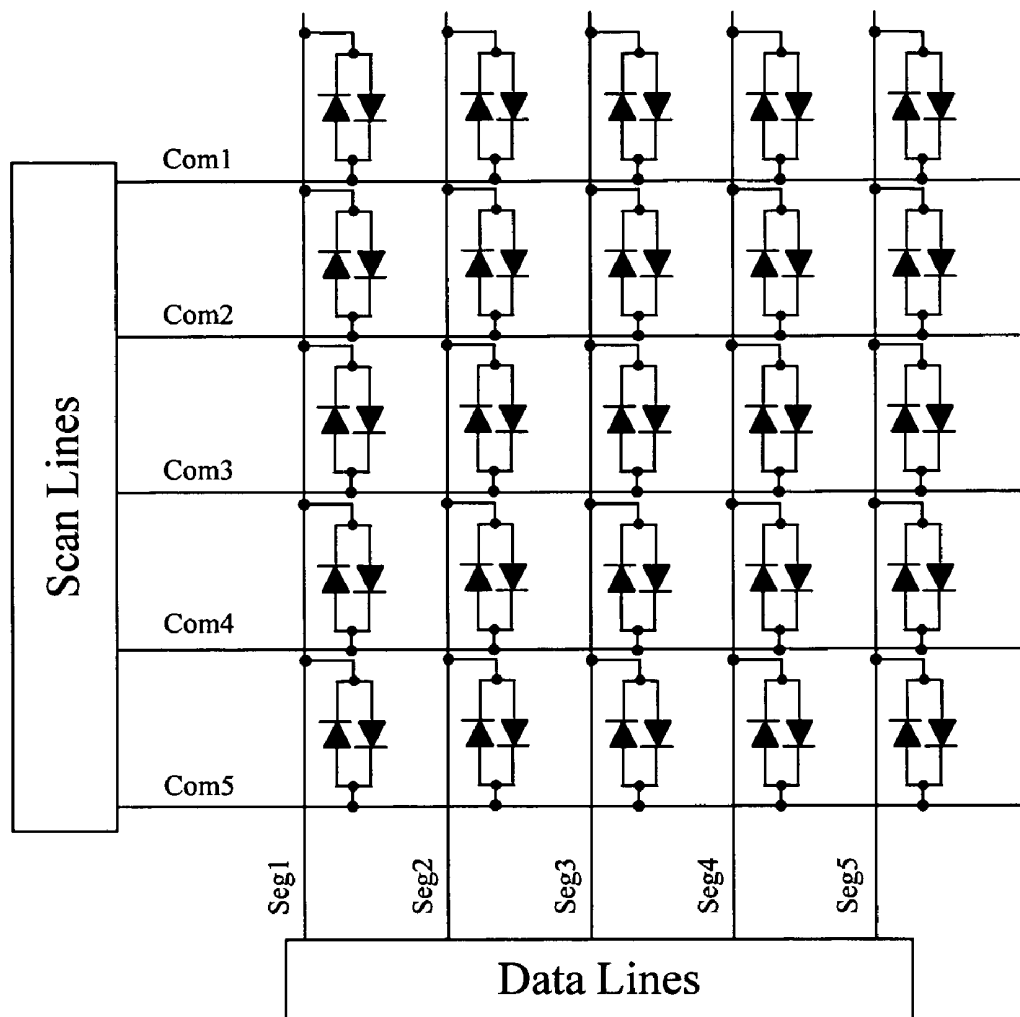 Com1
Com2
Com3
Com4
Com5
Scan Lines
Seg1
Seg2
Seg3
Seg4
Seg5
Data Lines